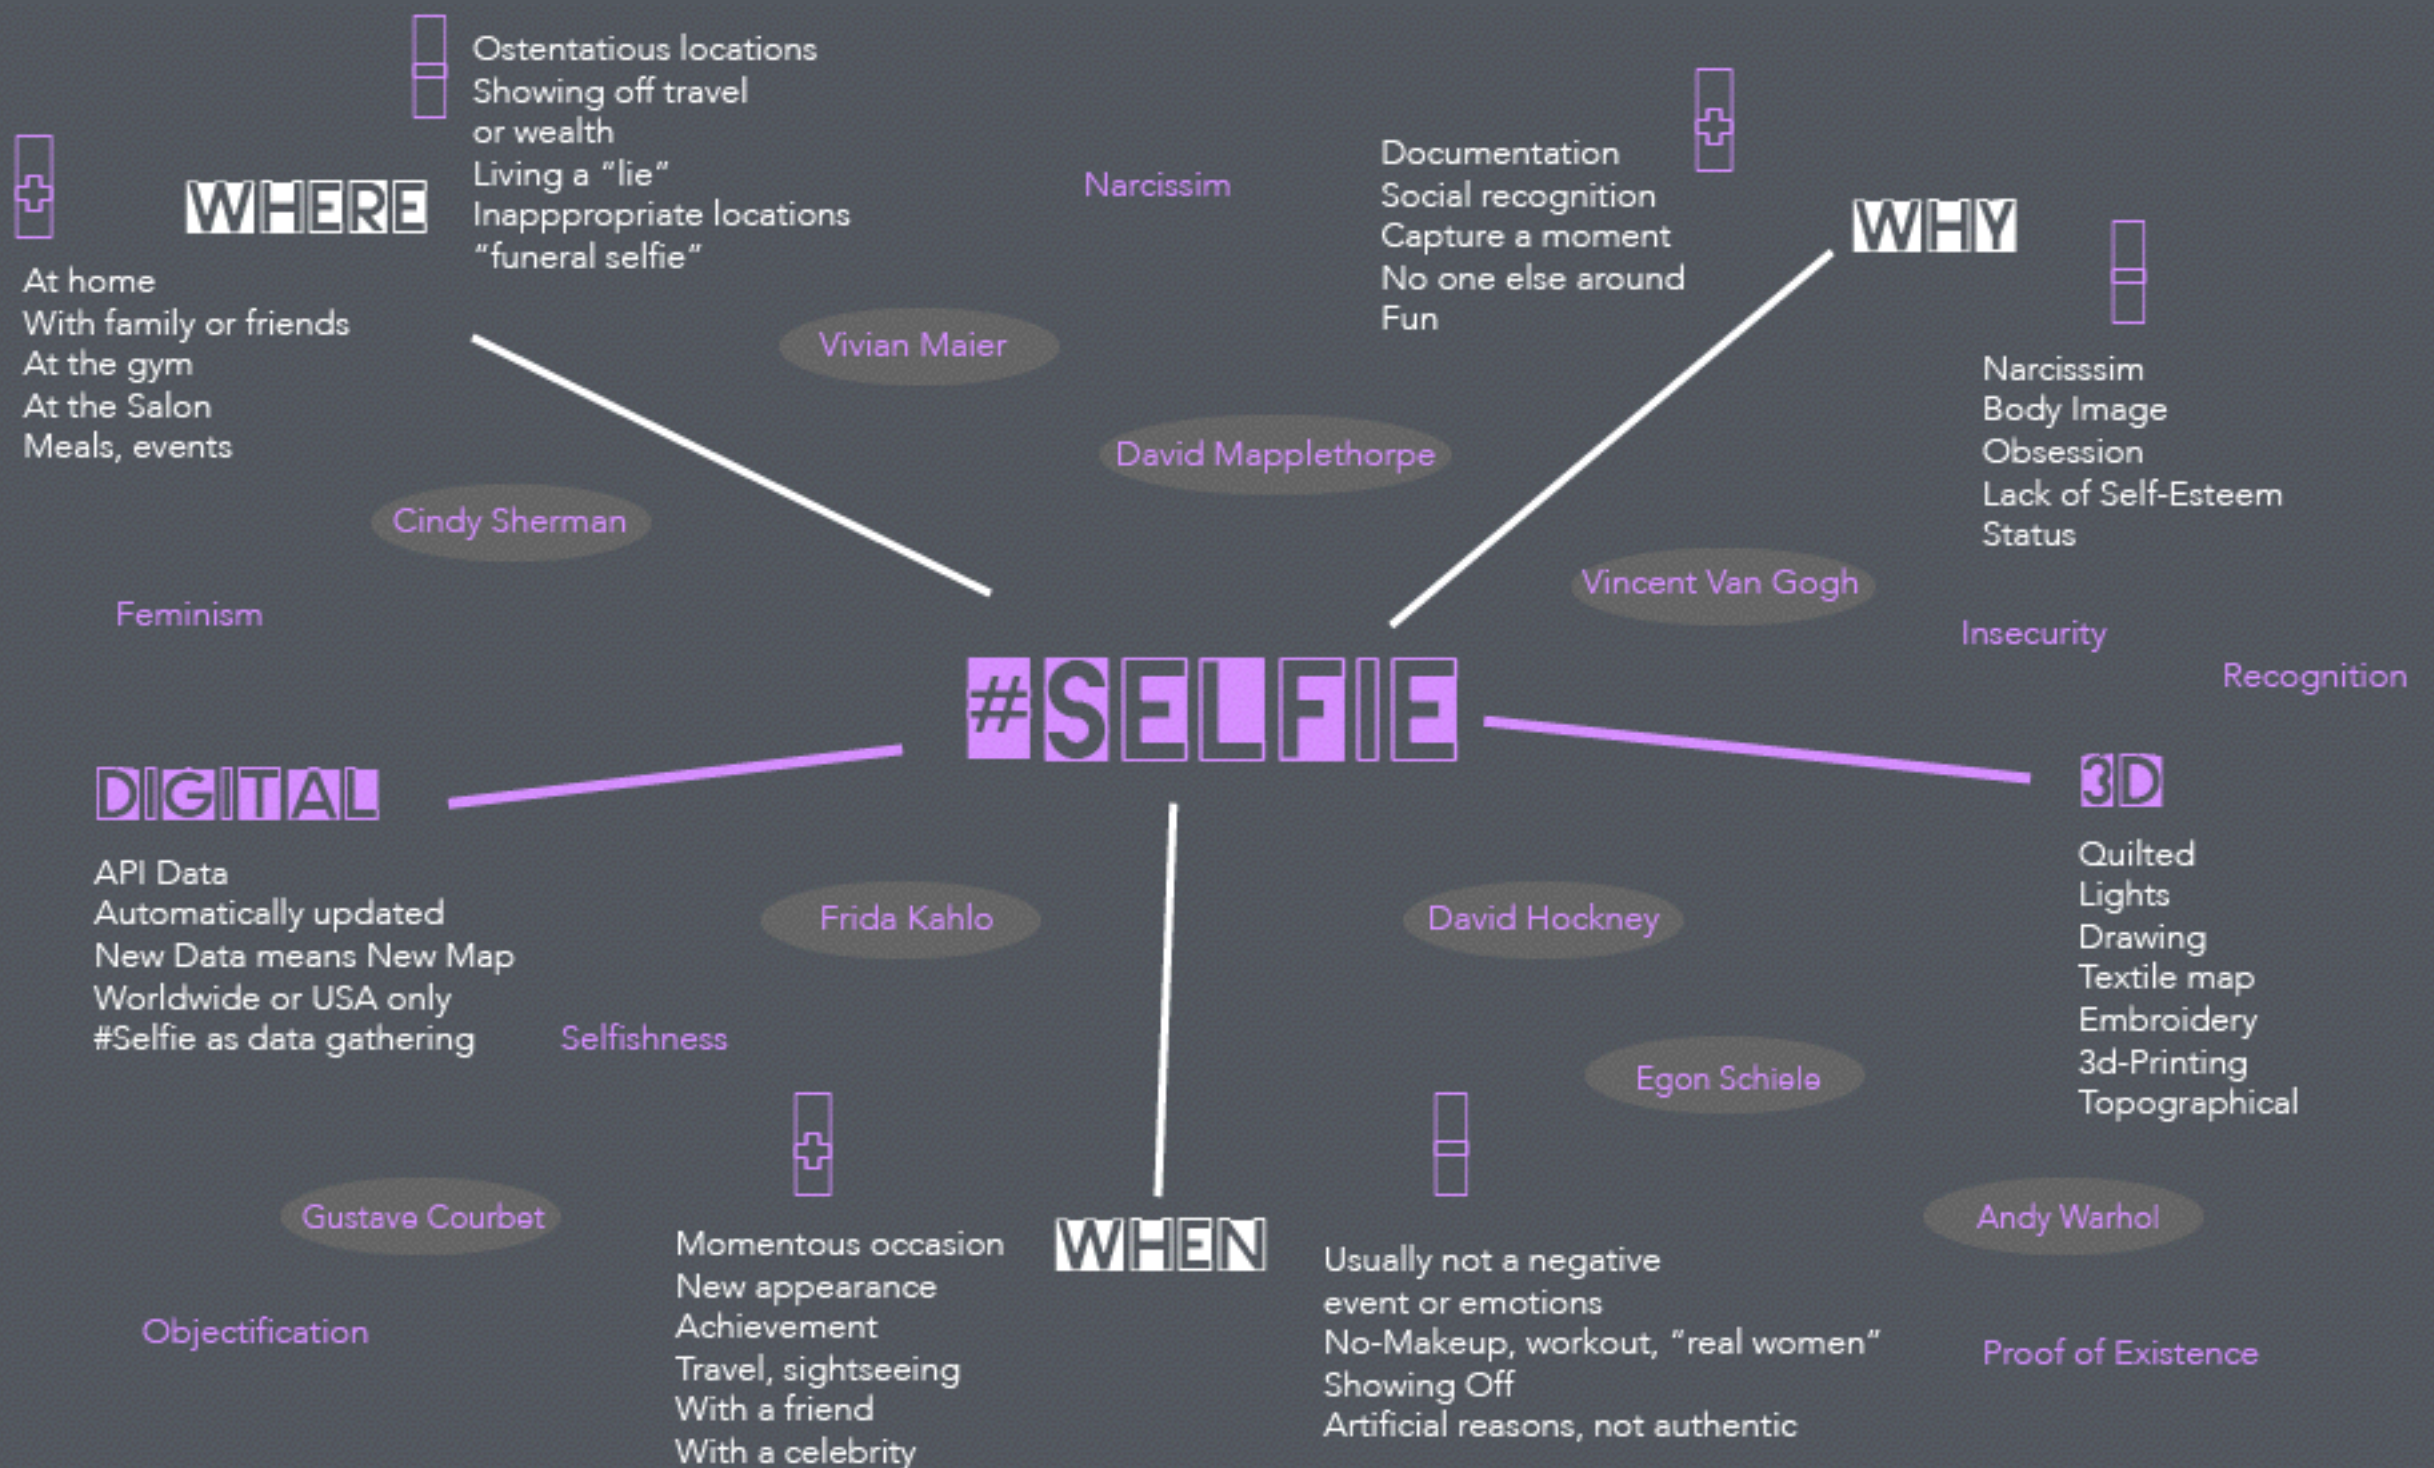 Ostentatious locations
Showing off travel
or wealth
Living a “lie”
Inapppropriate locations
“funeral selfie”
WHERE
At home
With family or friends
At the gym
At the Salon
Meals, events
Narcissim
Documentation
Social recognition
Capture a moment
No one else around
Fun
WHY
Narcisssim
Body Image
Obsession
Lack of Self-Esteem
Status
Vivian Maier
David Mapplethorpe
Cindy Sherman
Vincent Van Gogh
Feminism
Insecurity
Recognition
#SELFIE
DIGITAL
API Data
Automatically updated
New Data means New Map
Worldwide or USA only
#Selfie as data gathering
3D
Quilted
Lights
Drawing
Textile map
Embroidery
3d-Printing
Topographical
Frida Kahlo
David Hockney
Selfishness
Egon Schiele
Gustave Courbet
Andy Warhol
Objectification
Momentous occasion
New appearance
Achievement
Travel, sightseeing
With a friend
With a celebrity
WHEN
Usually not a negative
event or emotions
No-Makeup, workout, “real women”
Showing Off
Artificial reasons, not authentic
Proof of Existence